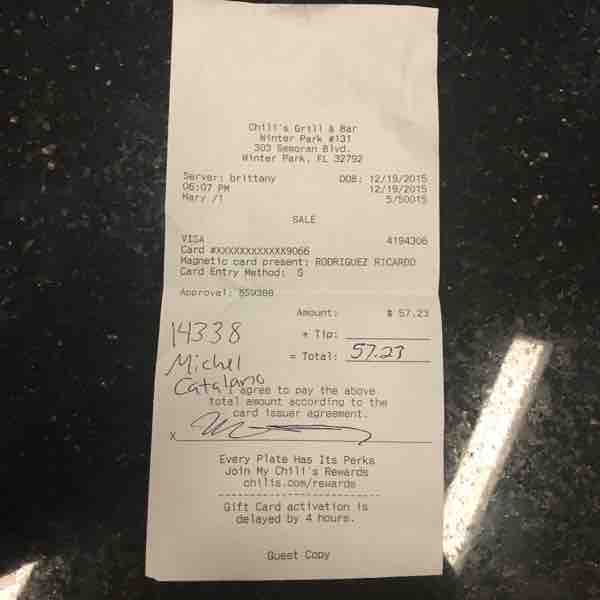 Chili's Grill & Bar
Winter Park #131
303 Semoran Blvd.
Winter Park, FL 32792
Server: brittany DOB: 12/19/2015
06:07 PM 12/19/2015
Mary /1 5/50015
SALE
VISA 4194306
Card #XXXXXXXXXXXX9066
Magnetic card present: RODRIGUEZ RICARDO
Card Entry Method: S
Approval: 859388
Amount: $ 57.23
+ Tip:
= Total: 57.23
14338
Michel
Catalano
I agree to pay the above
total amount according to the
card issuer agreement.
X
Every Plate Has Its Perks
Join My Chili's Rewards
chilis.com/rewards
Gift Card activation is
delayed by 4 hours.
Guest Copy